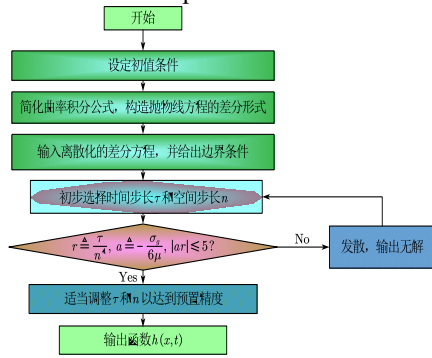 开始
设定初值条件
简化曲率积分公式，构造抛物线方程的差分形式
输入离散化的差分方程，并给出边界条件
初步选择时间步长τ和空间步长n
r ≜ τ/n⁴, a ≜ − σ_g/6μ, |ar| ⩽ 5?
No
发散，输出无解
Yes
适当调整τ和n以达到预置精度
输出函数h(x,t)